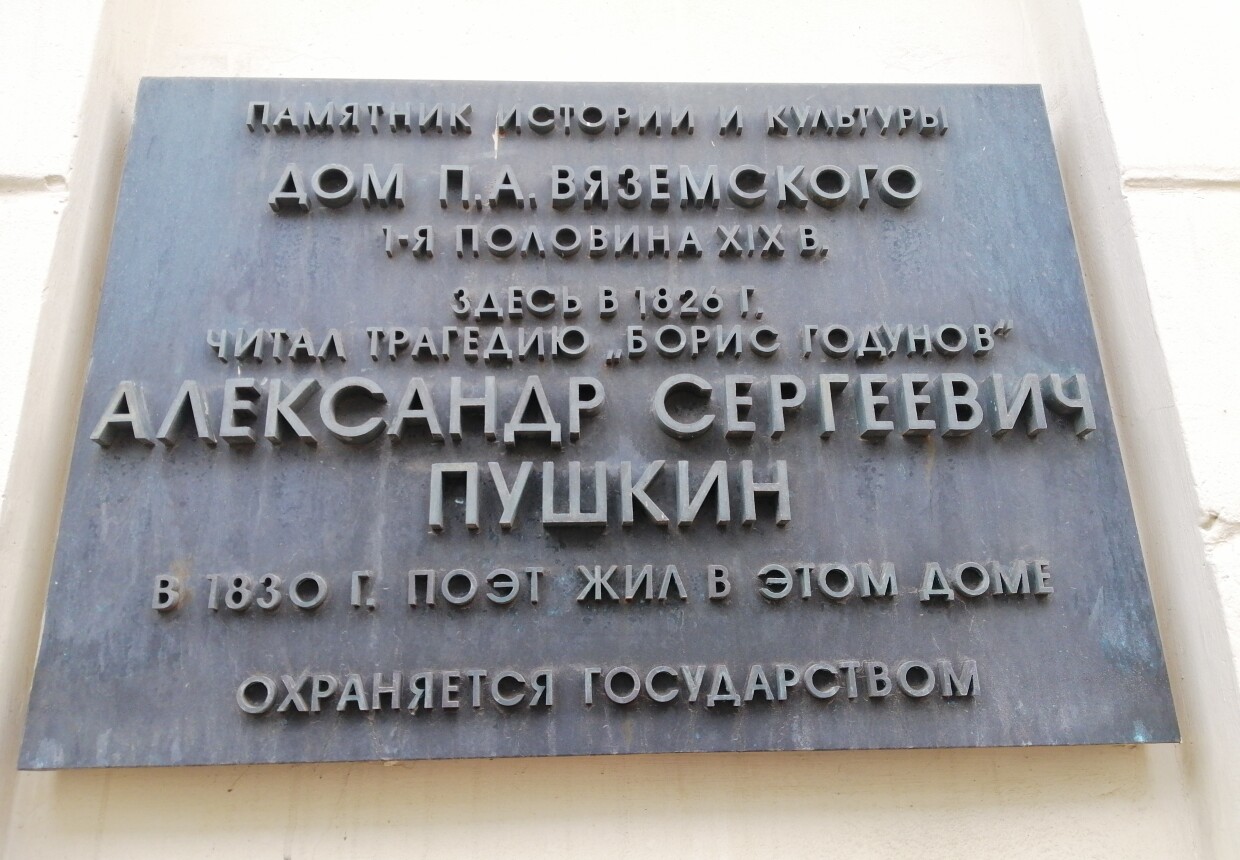 ПАМЯТНИК ИСТОРИИ И КУЛЬТУРЫ
ДОМ П.А.ВЯЗЕМСКОГО
1-Я ПОЛОВИНА XIX В.
ЗДЕСЬ В 1826 Г.
ЧИТАЛ ТРАГЕДИЮ „БОРИС ГОДУНОВ“
АЛЕКСАНДР СЕРГЕЕВИЧ
ПУШКИН
В 1830 Г. ПОЭТ ЖИЛ В ЭТОМ ДОМЕ
ОХРАНЯЕТСЯ ГОСУДАРСТВОМ